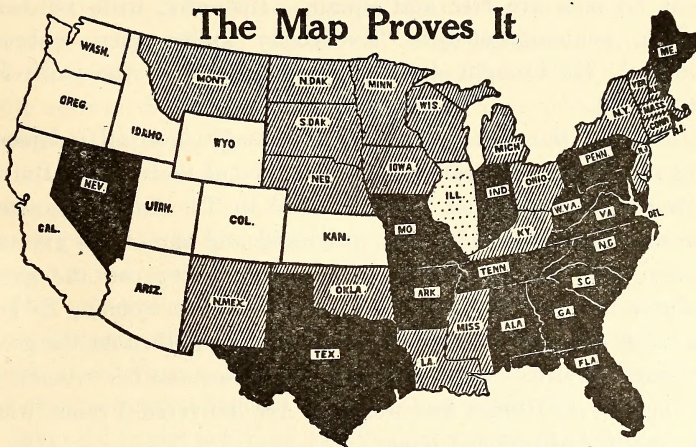 The Map Proves It
WASH.
ME.
MONT.
N.DAK.
MINN.
OREG.
VER.
IDAHO.
WIS.
N.Y.
MASS
S.DAK.
CONN
R.I.
WYO
MICH
IOWA.
PENN
NEB.
OHIO.
NEV.
ILL.
IND
UTAH.
W.VA.
DEL.
COL.
VA
CAL.
KAN.
MO.
KY.
N.C.
TENN
ARIZ.
OKLA.
ARK
S.C.
N.MEX.
MISS
ALA
GA.
TEX.
LA.
FLA